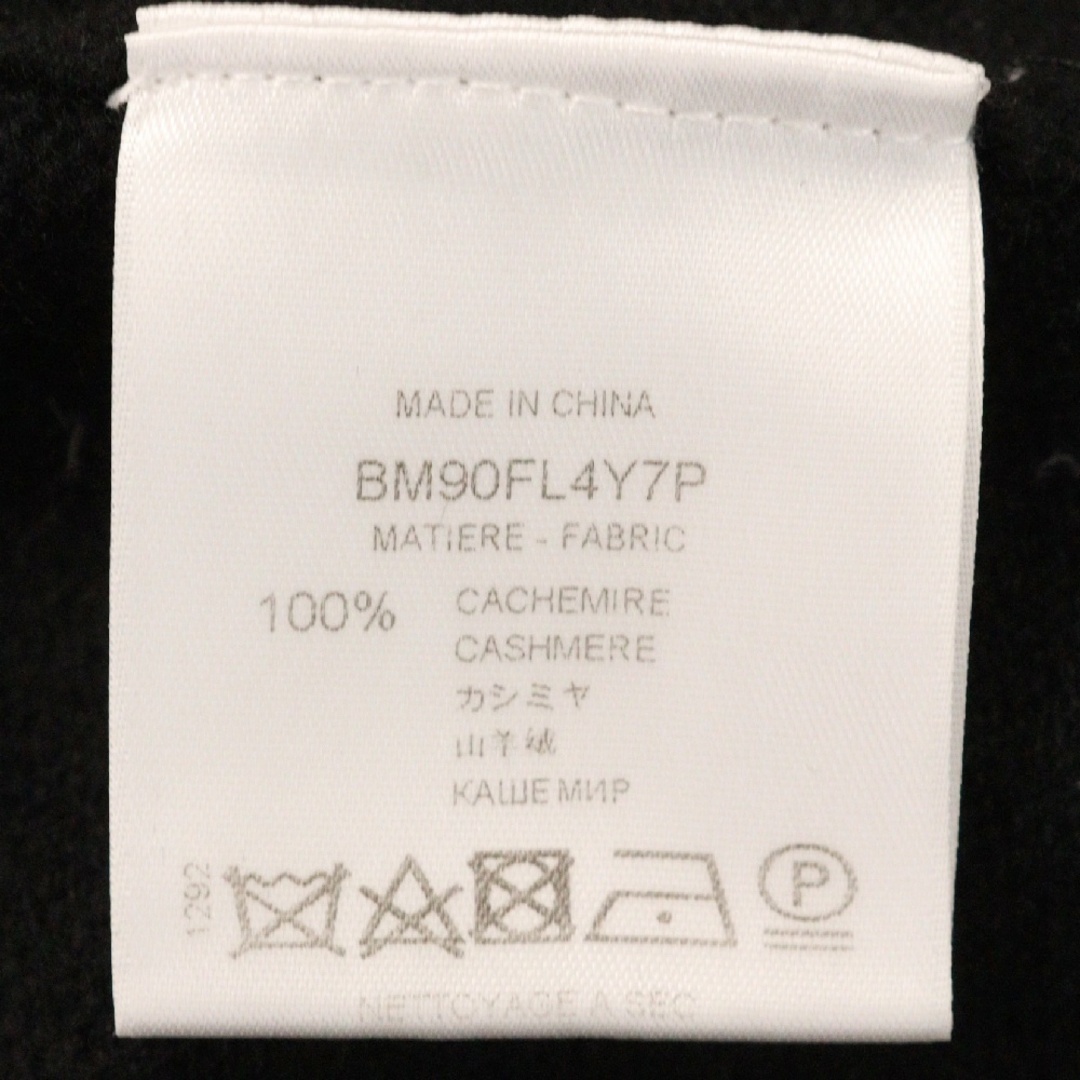 MADE IN CHINA
BM90FL4Y7P
MATIERE - FABRIC
100% CACHEMIRE
CASHMERE
カシミヤ
山羊絨
КАШЕМИР
1292
P
NETTOYAGE A SEC